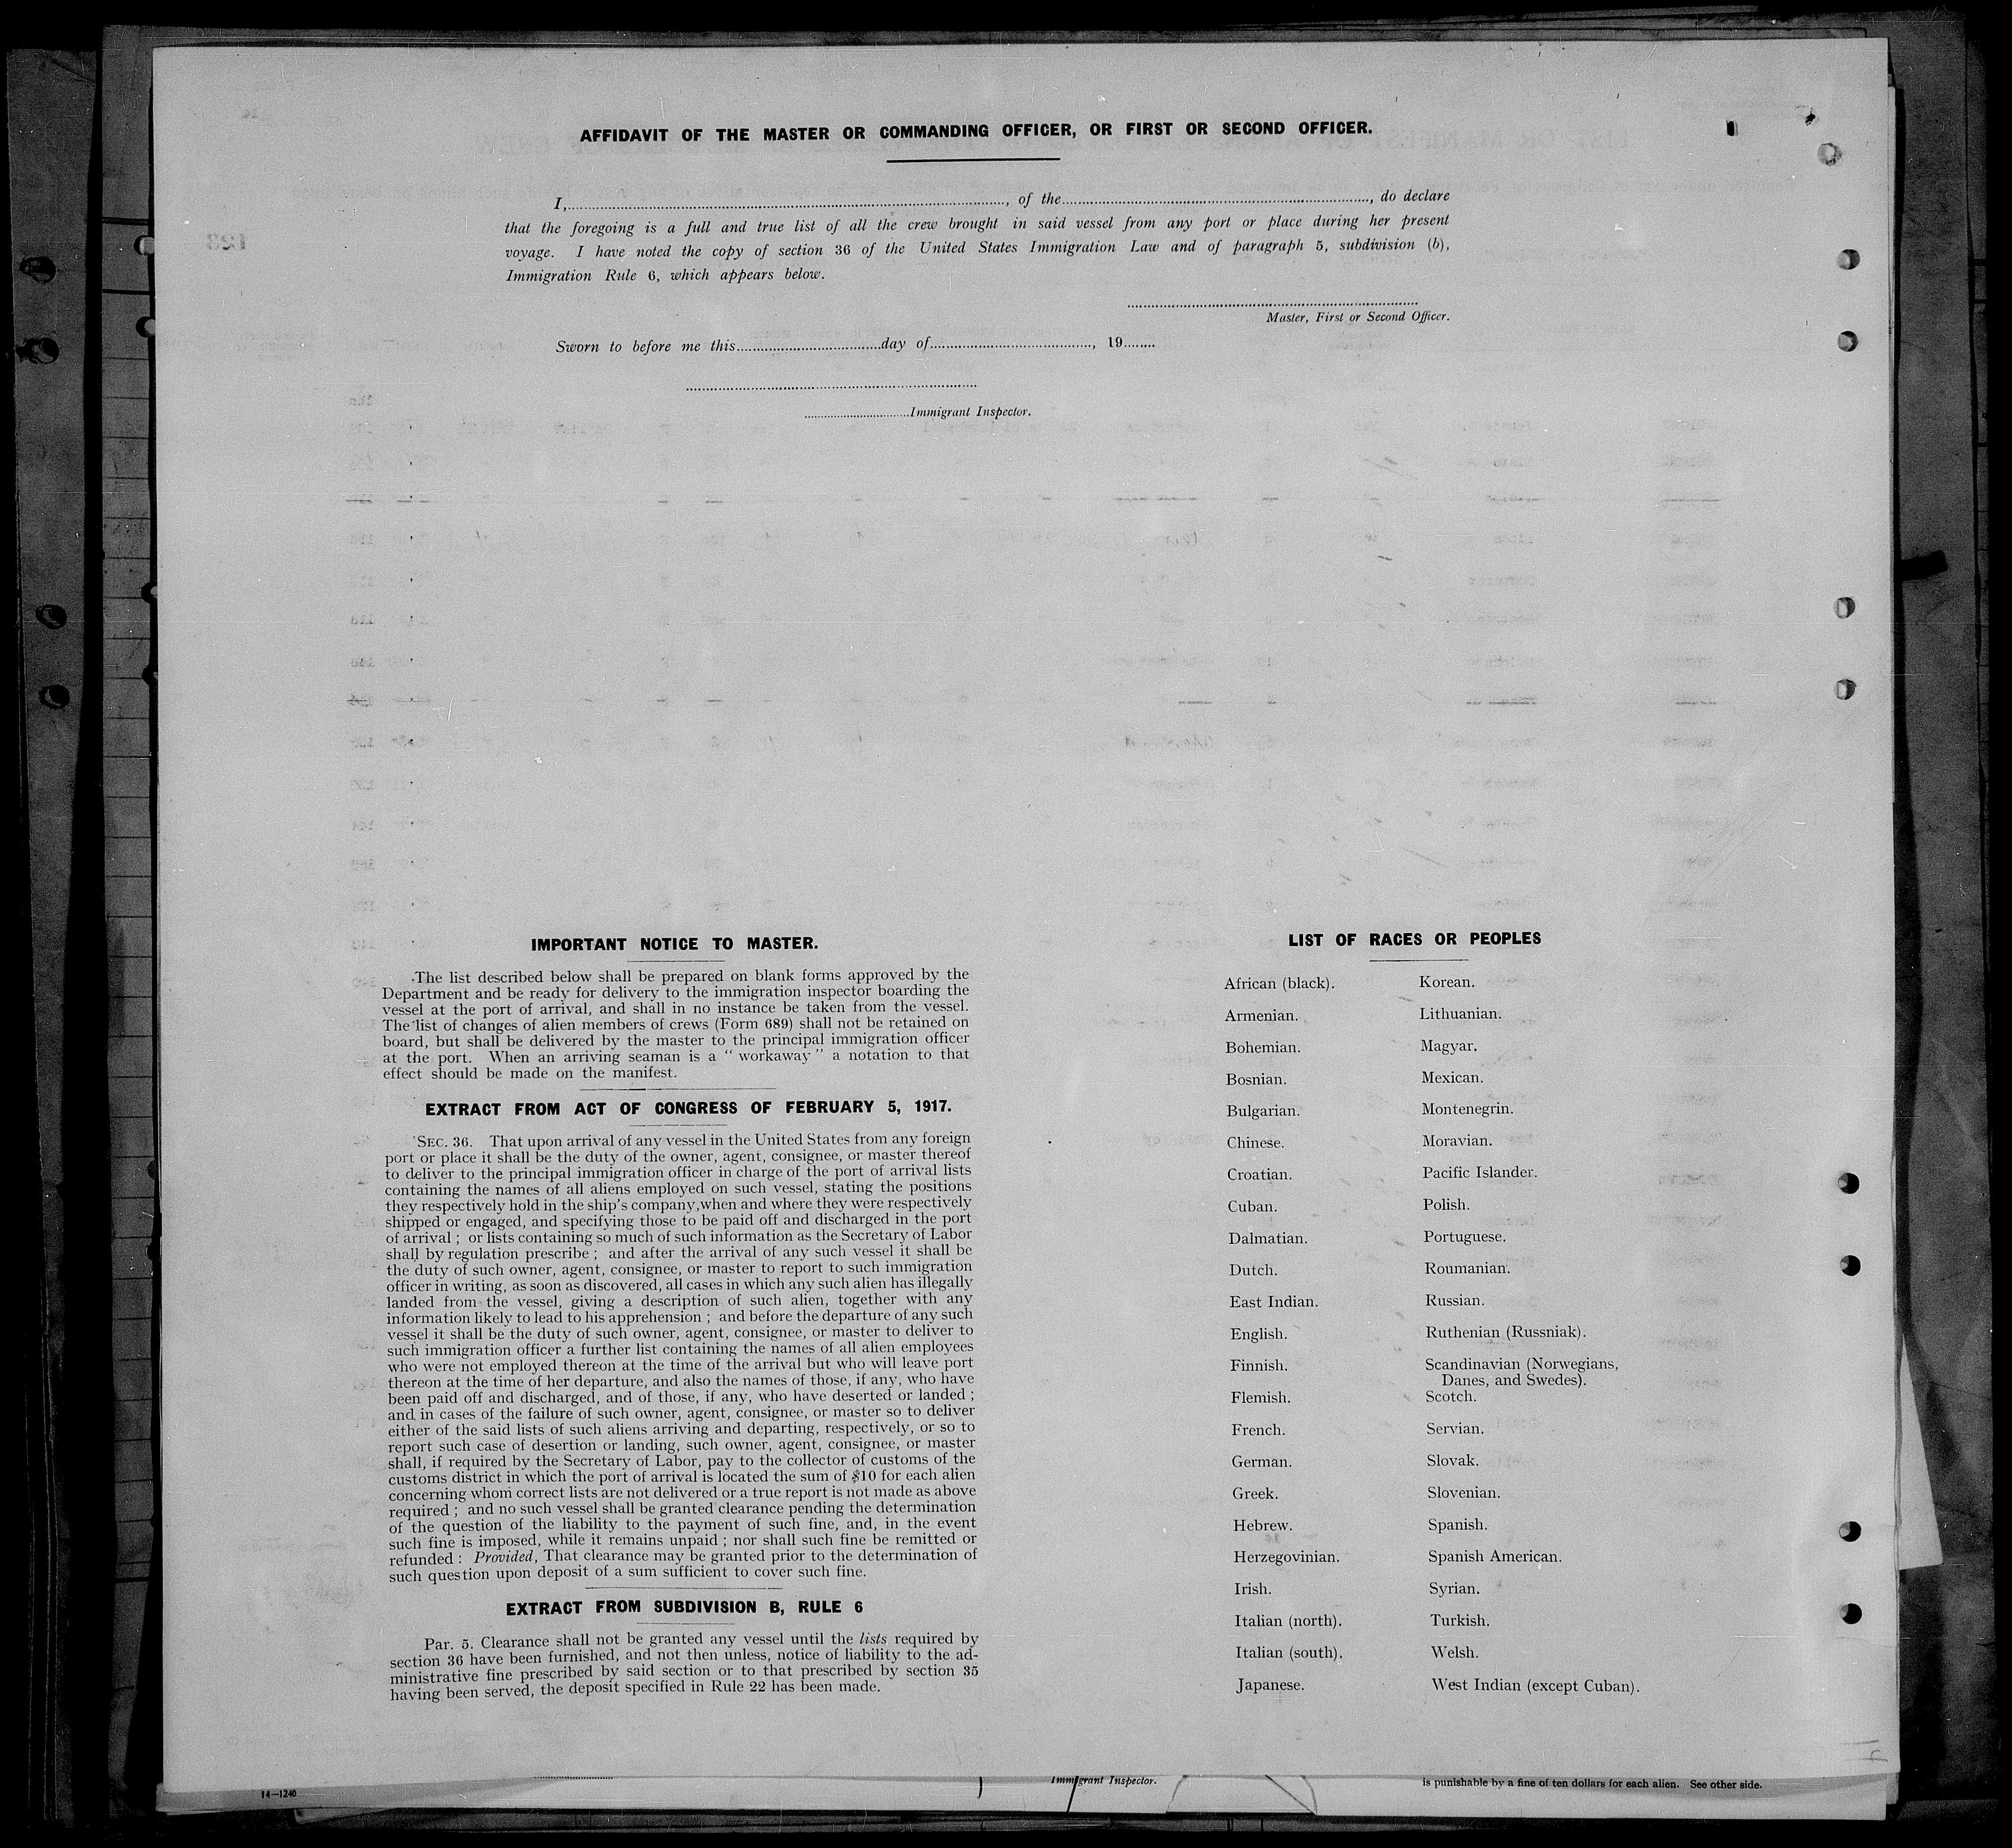 AFFIDAVIT OF THE MASTER OR COMMANDING OFFICER, OR FIRST OR SECOND OFFICER.
I,........................................, of the........................................, do declare
that the foregoing is a full and true list of all the crew brought in said vessel from any port or place during her present
voyage. I have noted the copy of section 36 of the United States Immigration Law and of paragraph 5, subdivision (b),
Immigration Rule 6, which appears below.
Master, First or Second Officer.
Sworn to before me this....................day of...................., 19........
....................Immigrant Inspector.
IMPORTANT NOTICE TO MASTER.
The list described below shall be prepared on blank forms approved by the
Department and be ready for delivery to the immigration inspector boarding the
vessel at the port of arrival, and shall in no instance be taken from the vessel.
The list of changes of alien members of crews (Form 689) shall not be retained on
board, but shall be delivered by the master to the principal immigration officer
at the port. When an arriving seaman is a " workaway " a notation to that
effect should be made on the manifest.
EXTRACT FROM ACT OF CONGRESS OF FEBRUARY 5, 1917.
SEC. 36. That upon arrival of any vessel in the United States from any foreign
port or place it shall be the duty of the owner, agent, consignee, or master thereof
to deliver to the principal immigration officer in charge of the port of arrival lists
containing the names of all aliens employed on such vessel, stating the positions
they respectively hold in the ship's company,when and where they were respectively
shipped or engaged, and specifying those to be paid off and discharged in the port
of arrival ; or lists containing so much of such information as the Secretary of Labor
shall by regulation prescribe ; and after the arrival of any such vessel it shall be
the duty of such owner, agent, consignee, or master to report to such immigration
officer in writing, as soon as discovered, all cases in which any such alien has illegally
landed from the vessel, giving a description of such alien, together with any
information likely to lead to his apprehension ; and before the departure of any such
vessel it shall be the duty of such owner, agent, consignee, or master to deliver to
such immigration officer a further list containing the names of all alien employees
who were not employed thereon at the time of the arrival but who will leave port
thereon at the time of her departure, and also the names of those, if any, who have
been paid off and discharged, and of those, if any, who have deserted or landed ;
and in cases of the failure of such owner, agent, consignee, or master so to deliver
either of the said lists of such aliens arriving and departing, respectively, or so to
report such case of desertion or landing, such owner, agent, consignee, or master
shall, if required by the Secretary of Labor, pay to the collector of customs of the
customs district in which the port of arrival is located the sum of $10 for each alien
concerning whom correct lists are not delivered or a true report is not made as above
required ; and no such vessel shall be granted clearance pending the determination
of the question of the liability to the payment of such fine, and, in the event
such fine is imposed, while it remains unpaid ; nor shall such fine be remitted or
refunded : Provided, That clearance may be granted prior to the determination of
such question upon deposit of a sum sufficient to cover such fine.
EXTRACT FROM SUBDIVISION B, RULE 6
Par. 5. Clearance shall not be granted any vessel until the lists required by
section 36 have been furnished, and not then unless, notice of liability to the ad-
ministrative fine prescribed by said section or to that prescribed by section 35
having been served, the deposit specified in Rule 22 has been made.
LIST OF RACES OR PEOPLES
African (black). Korean.
Armenian. Lithuanian.
Bohemian. Magyar.
Bosnian. Mexican.
Bulgarian. Montenegrin.
Chinese. Moravian.
Croatian. Pacific Islander.
Cuban. Polish.
Dalmatian. Portuguese.
Dutch. Roumanian.
East Indian. Russian.
English. Ruthenian (Russniak).
Finnish. Scandinavian (Norwegians,
Danes, and Swedes).
Flemish. Scotch.
French. Servian.
German. Slovak.
Greek. Slovenian.
Hebrew. Spanish.
Herzegovinian. Spanish American.
Irish. Syrian.
Italian (north). Turkish.
Italian (south). Welsh.
Japanese. West Indian (except Cuban).
14—1240
Immigrant Inspector.
is punishable by a fine of ten dollars for each alien. See other side.